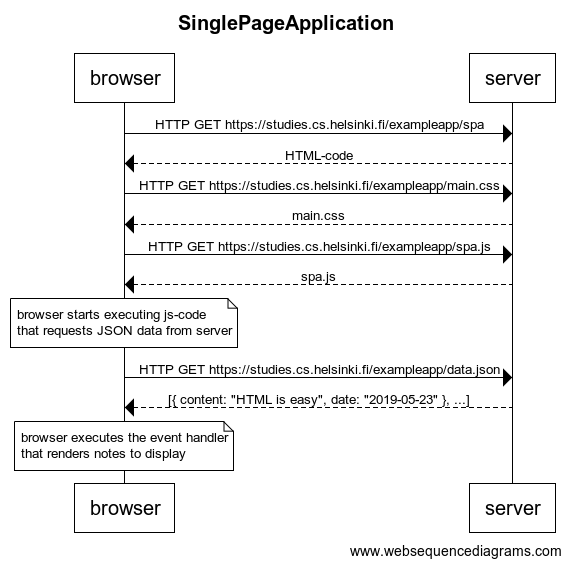 SinglePageApplication
browser
server
HTTP GET https://studies.cs.helsinki.fi/exampleapp/spa
HTML-code
HTTP GET https://studies.cs.helsinki.fi/exampleapp/main.css
main.css
HTTP GET https://studies.cs.helsinki.fi/exampleapp/spa.js
spa.js
browser starts executing js-code
that requests JSON data from server
HTTP GET https://studies.cs.helsinki.fi/exampleapp/data.json
[{ content: "HTML is easy", date: "2019-05-23" }, ...]
browser executes the event handler
that renders notes to display
browser
server
www.websequencediagrams.com